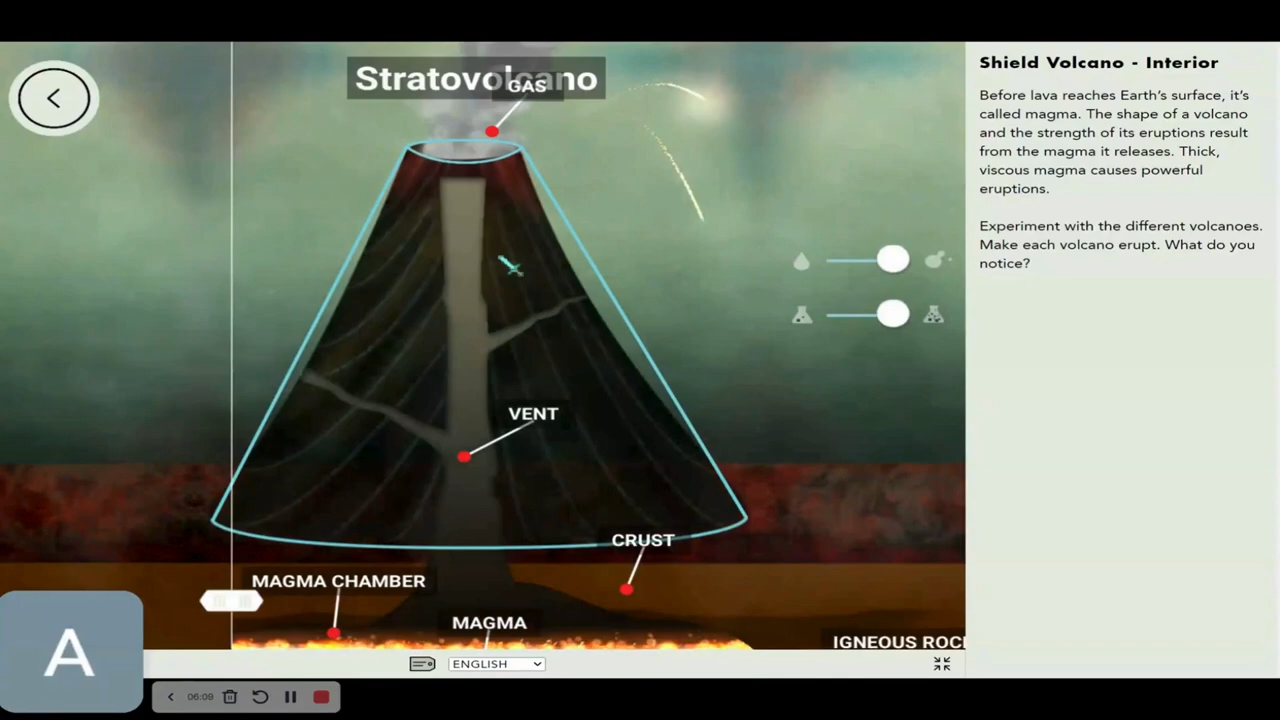 Stratovolcano
GAS
VENT
CRUST
MAGMA CHAMBER
MAGMA
IGNEOUS ROC
Shield Volcano - Interior
Before lava reaches Earth's surface, it's
called magma. The shape of a volcano
and the strength of its eruptions result
from the magma it releases. Thick,
viscous magma causes powerful
eruptions.
Experiment with the different volcanoes.
Make each volcano erupt. What do you
notice?
A
ENGLISH
06:09